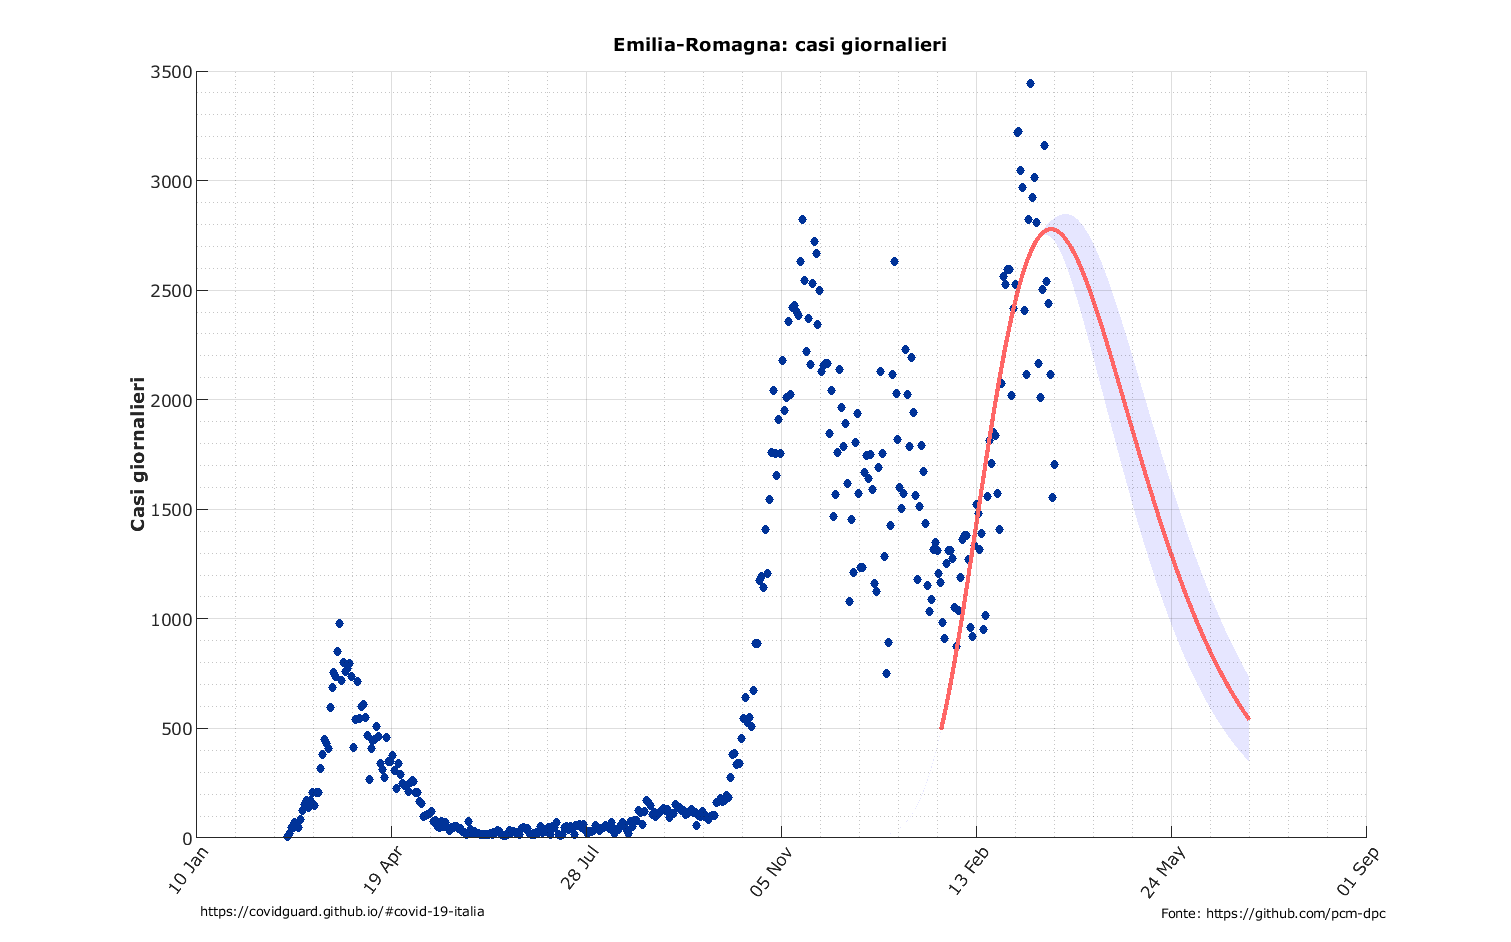 Emilia-Romagna: casi giornalieri
Casi giornalieri
3500
3000
2500
2000
1500
1000
500
0
10 Jan
19 Apr
28 Jul
05 Nov
13 Feb
24 May
01 Sep
https://covidguard.github.io/#covid-19-italia
Fonte: https://github.com/pcm-dpc